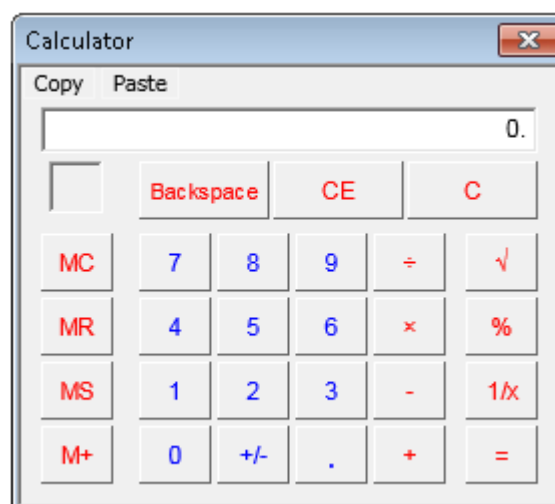 Calculator
Copy Paste
0.
Backspace CE C
MC 7 8 9 ÷ √
MR 4 5 6 × %
MS 1 2 3 - 1/x
M+ 0 +/- . + =